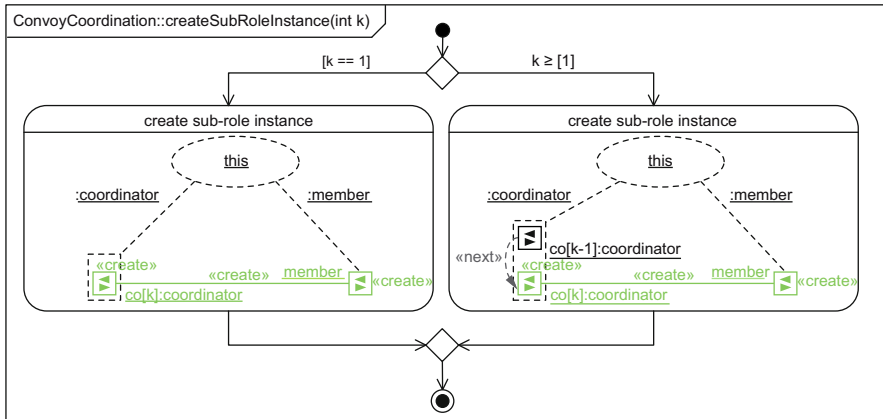 ConvoyCoordination::createSubRoleInstance(int k)
[k == 1]
k ≥ [1]
create sub-role instance
this
:coordinator
:member
«create»
«create»
member
«create»
co[k]:coordinator
create sub-role instance
this
:coordinator
:member
co[k-1]:coordinator
«next»
«create»
«create»
member
«create»
co[k]:coordinator